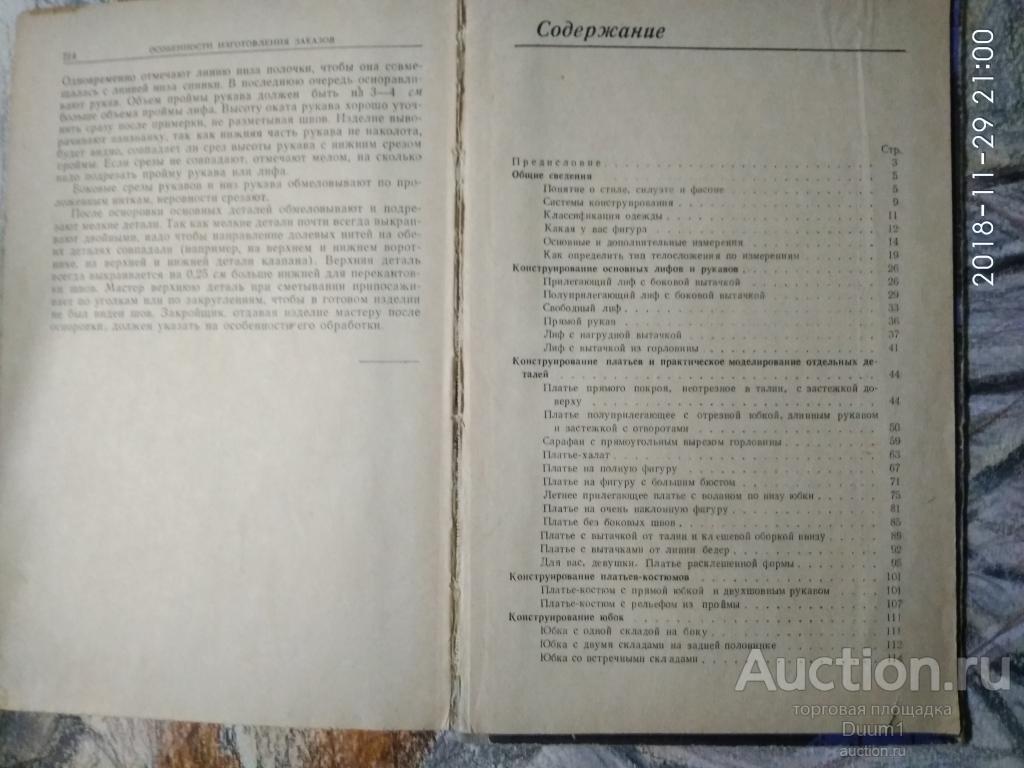 ОСОБЕННОСТИ ИЗГОТОВЛЕНИЯ ЗАКАЗОВ
Одновременно отмечают линию низа полочки, чтобы она совме-
щалась с линией низа спинки. В последнюю очередь осноравли-
вают рукав. Объем проймы рукава должен быть на 3—4 см
больше объема проймы лифа. Высоту оката рукава хорошо уточ-
нить сразу после примерки, не разметывая швов. Изделие выво-
рачивают наизнанку, так как нижняя часть рукава не наколота,
будет видно, совпадает ли срез высоты рукава с нижним срезом
проймы. Если срезы не совпадают, отмечают мелом, на сколько
надо подрезать пройму рукава или лифа.
Боковые срезы рукавов и низ рукава обмеловывают по про-
ложенным ниткам, неровности срезают.
После осноровки основных деталей обмеловывают и подре-
зают мелкие детали. Так как мелкие детали почти всегда выкраи-
вают двойными, надо чтобы направление долевых нитей на обе-
их деталях совпадали (например, на верхнем и нижнем ворот-
нике, на верхней и нижней детали клапана). Верхняя деталь
всегда выкраивается на 0,25 см больше нижней для перекантов-
ки швов. Мастер верхнюю деталь при сметывании припосажи-
вает по уголкам или по закруглениям, чтобы в готовом изделии
не был виден шов. Закройщик, отдавая изделие мастеру после
осноровки, должен указать на особенности его обработки.
Содержание
Стр.
Предисловие 3
Общие сведения 5
Понятие о стиле, силуэте и фасоне 5
Системы конструирования 9
Классификация одежды 11
Какая у вас фигура 12
Основные и дополнительные измерения 14
Как определить тип телосложения по измерениям 19
Конструирование основных лифов и рукавов 26
Прилегающий лиф с боковой вытачкой 26
Полуприлегающий лиф с боковой вытачкой 29
Свободный лиф 33
Прямой рукав 36
Лиф с нагрудной вытачкой 37
Лиф с вытачкой из горловины 41
Конструирование платьев и практическое моделирование отдельных де-
талей 44
Платье прямого покроя, неотрезное в талии, с застежкой до-
верху 44
Платье полуприлегающее с отрезной юбкой, длинным рукавом
и застежкой с отворотами 50
Сарафан с прямоугольным вырезом горловины 59
Платье-халат 63
Платье на полную фигуру 67
Платье на фигуру с большим бюстом 71
Летнее прилегающее платье с воланом по низу юбки 75
Платье на очень наклонную фигуру 81
Платье без боковых швов 85
Платье с вытачкой от талии и клешевой оборкой внизу 89
Платье с вытачками от линии бедер 92
Для вас, девушки. Платье расклешенной формы 95
Конструирование платьев-костюмов 101
Платье-костюм с прямой юбкой и двухшовным рукавом 101
Платье-костюм с рельефом из проймы 107
Конструирование юбок 111
Юбка с одной складой на боку 111
Юбка с двумя складами на задней половинке 112
Юбка со встречными складами 114
2018-11-29 21:00
Auction.ru
торговая площадка
Duum1
auction.ru